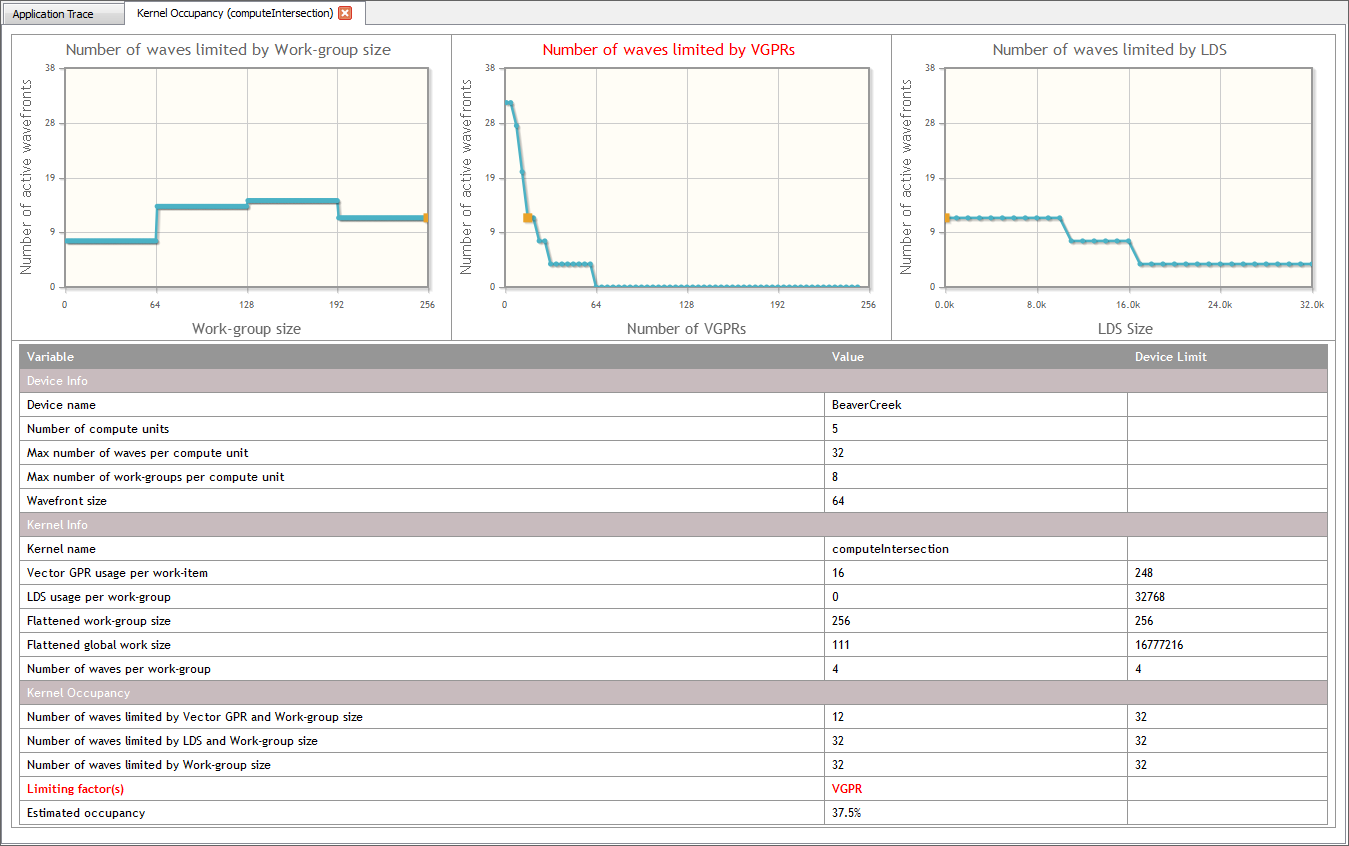 Application Trace
Kernel Occupancy (computeIntersection)
Number of waves limited by Work-group size
Number of active wavefronts
38
28
19
9
0
0 64 128 192 256
Work-group size
Number of waves limited by VGPRs
Number of active wavefronts
38
28
19
9
0
0 64 128 192 256
Number of VGPRs
Number of waves limited by LDS
Number of active wavefronts
38
28
19
9
0
0.0k 8.0k 16.0k 24.0k 32.0k
LDS Size
Variable Value Device Limit
Device Info
Device name BeaverCreek
Number of compute units 5
Max number of waves per compute unit 32
Max number of work-groups per compute unit 8
Wavefront size 64
Kernel Info
Kernel name computeIntersection
Vector GPR usage per work-item 16 248
LDS usage per work-group 0 32768
Flattened work-group size 256 256
Flattened global work size 111 16777216
Number of waves per work-group 4 4
Kernel Occupancy
Number of waves limited by Vector GPR and Work-group size 12 32
Number of waves limited by LDS and Work-group size 32 32
Number of waves limited by Work-group size 32 32
Limiting factor(s) VGPR
Estimated occupancy 37.5%